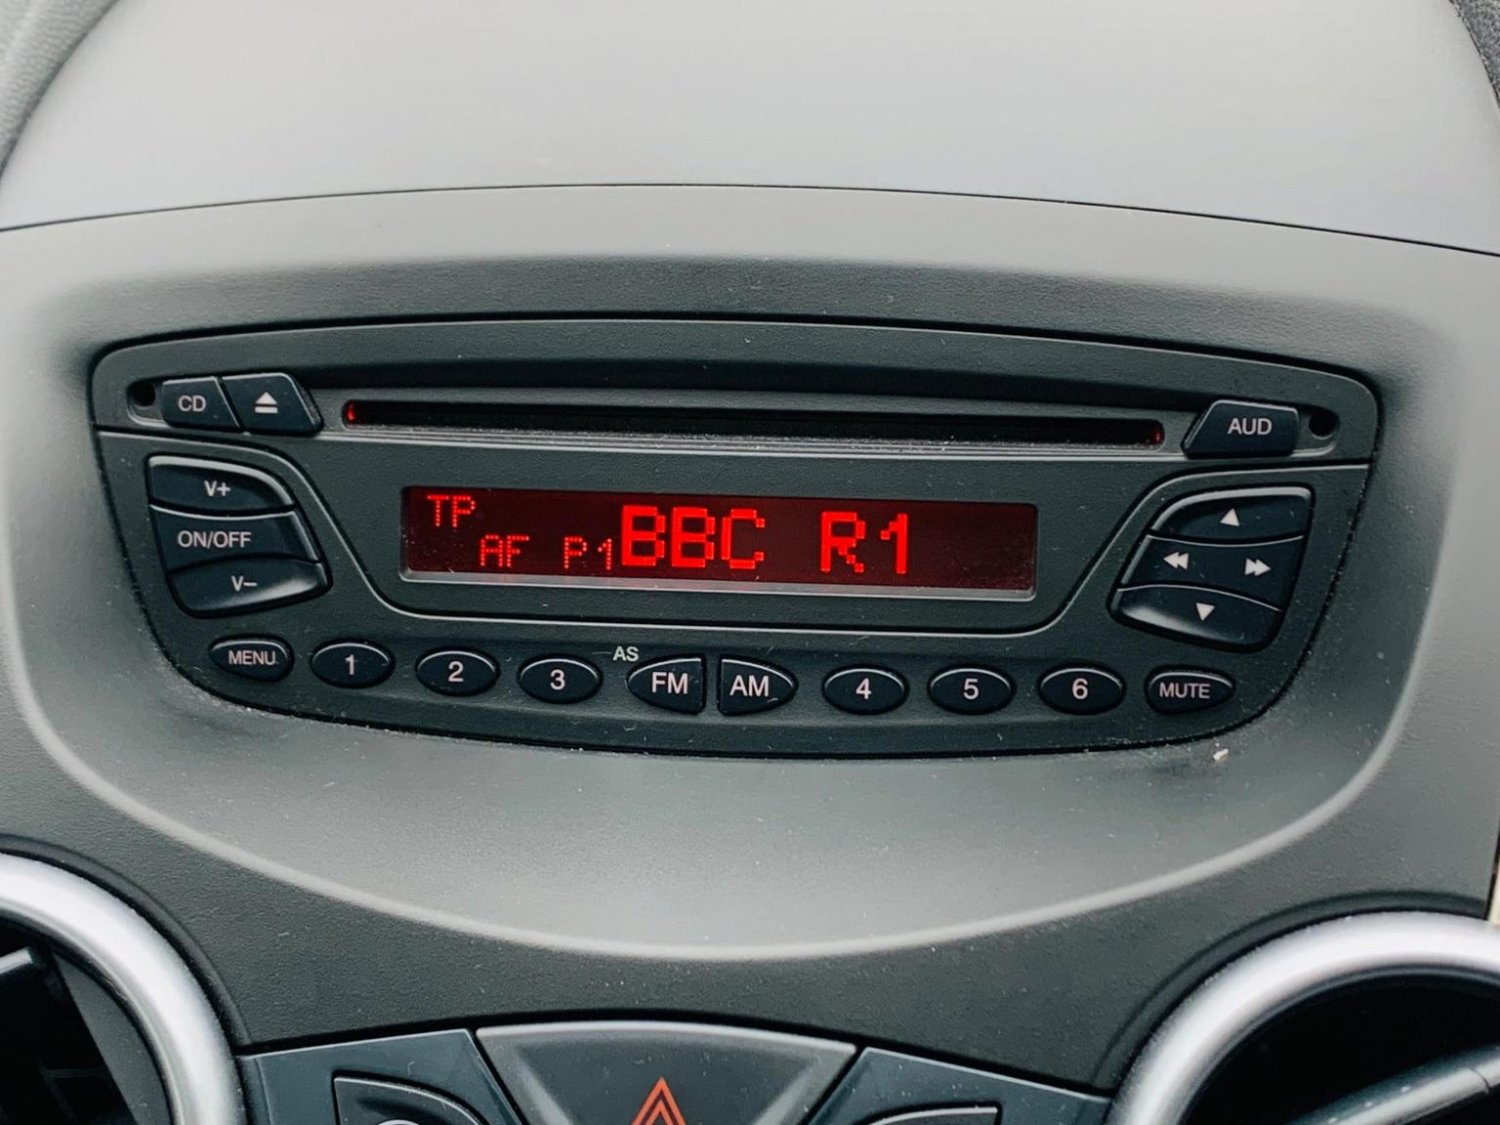 CD ⏏ AUD
V+
ON/OFF
V–
TP
AF P1 BBC R1
▲
◀◀ ▶▶
▼
AS
MENU 1 2 3 FM AM 4 5 6 MUTE